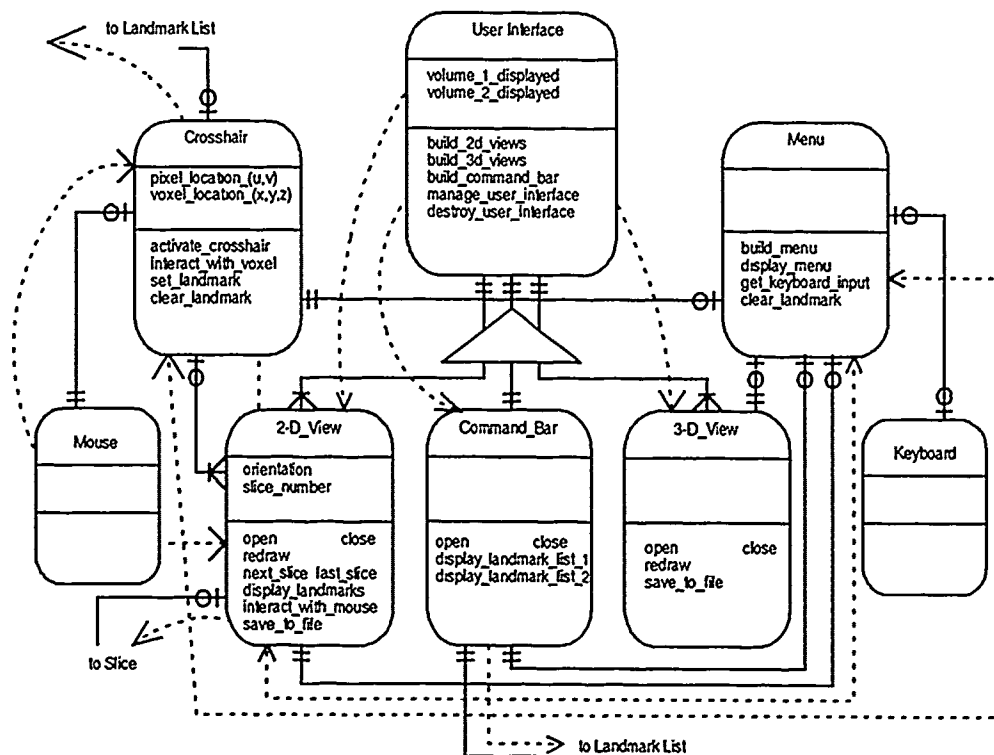 to Landmark List
User Interface
volume_1_displayed
volume_2_displayed
build_2d_views
build_3d_views
build_command_bar
manage_user_interface
destroy_user_interface
Crosshair
pixel_location_(u,v)
voxel_location_(x,y,z)
activate_crosshair
interact_with_voxel
set_landmark
clear_landmark
Menu
build_menu
display_menu
get_keyboard_input
clear_landmark
Mouse
2-D_View
orientation
slice_number
open close
redraw
next_slice last_slice
display_landmarks
interact_with_mouse
save_to_file
Command_Bar
open close
display_landmark_list_1
display_landmark_list_2
3-D_View
open close
redraw
save_to_file
Keyboard
to Slice
to Landmark List